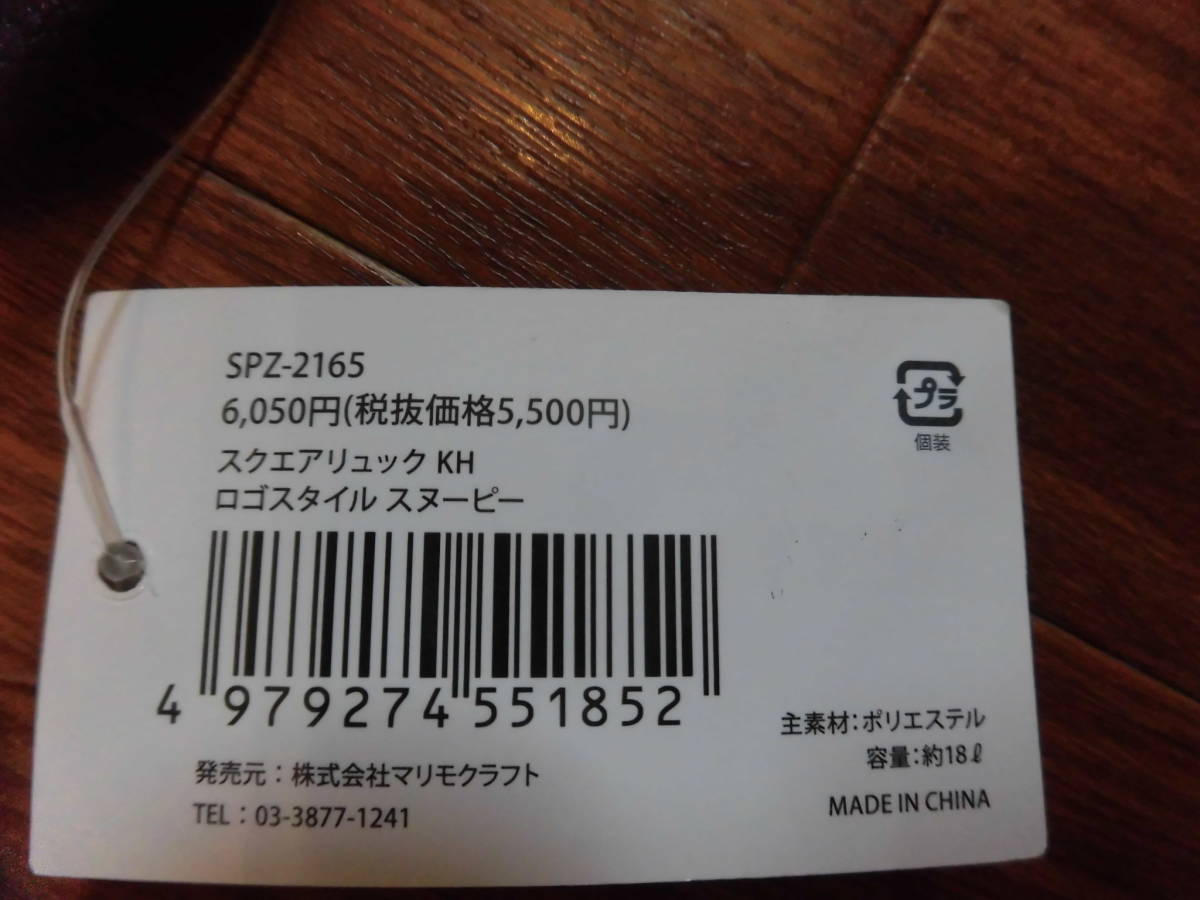 SPZ-2165
6,050円(税抜価格5,500円)
スクエアリュック KH
ロゴスタイル スヌーピー
プラ
個装
4 979274 551852
主素材:ポリエステル
容量:約18ℓ
MADE IN CHINA
発売元:株式会社マリモクラフト
TEL:03-3877-1241